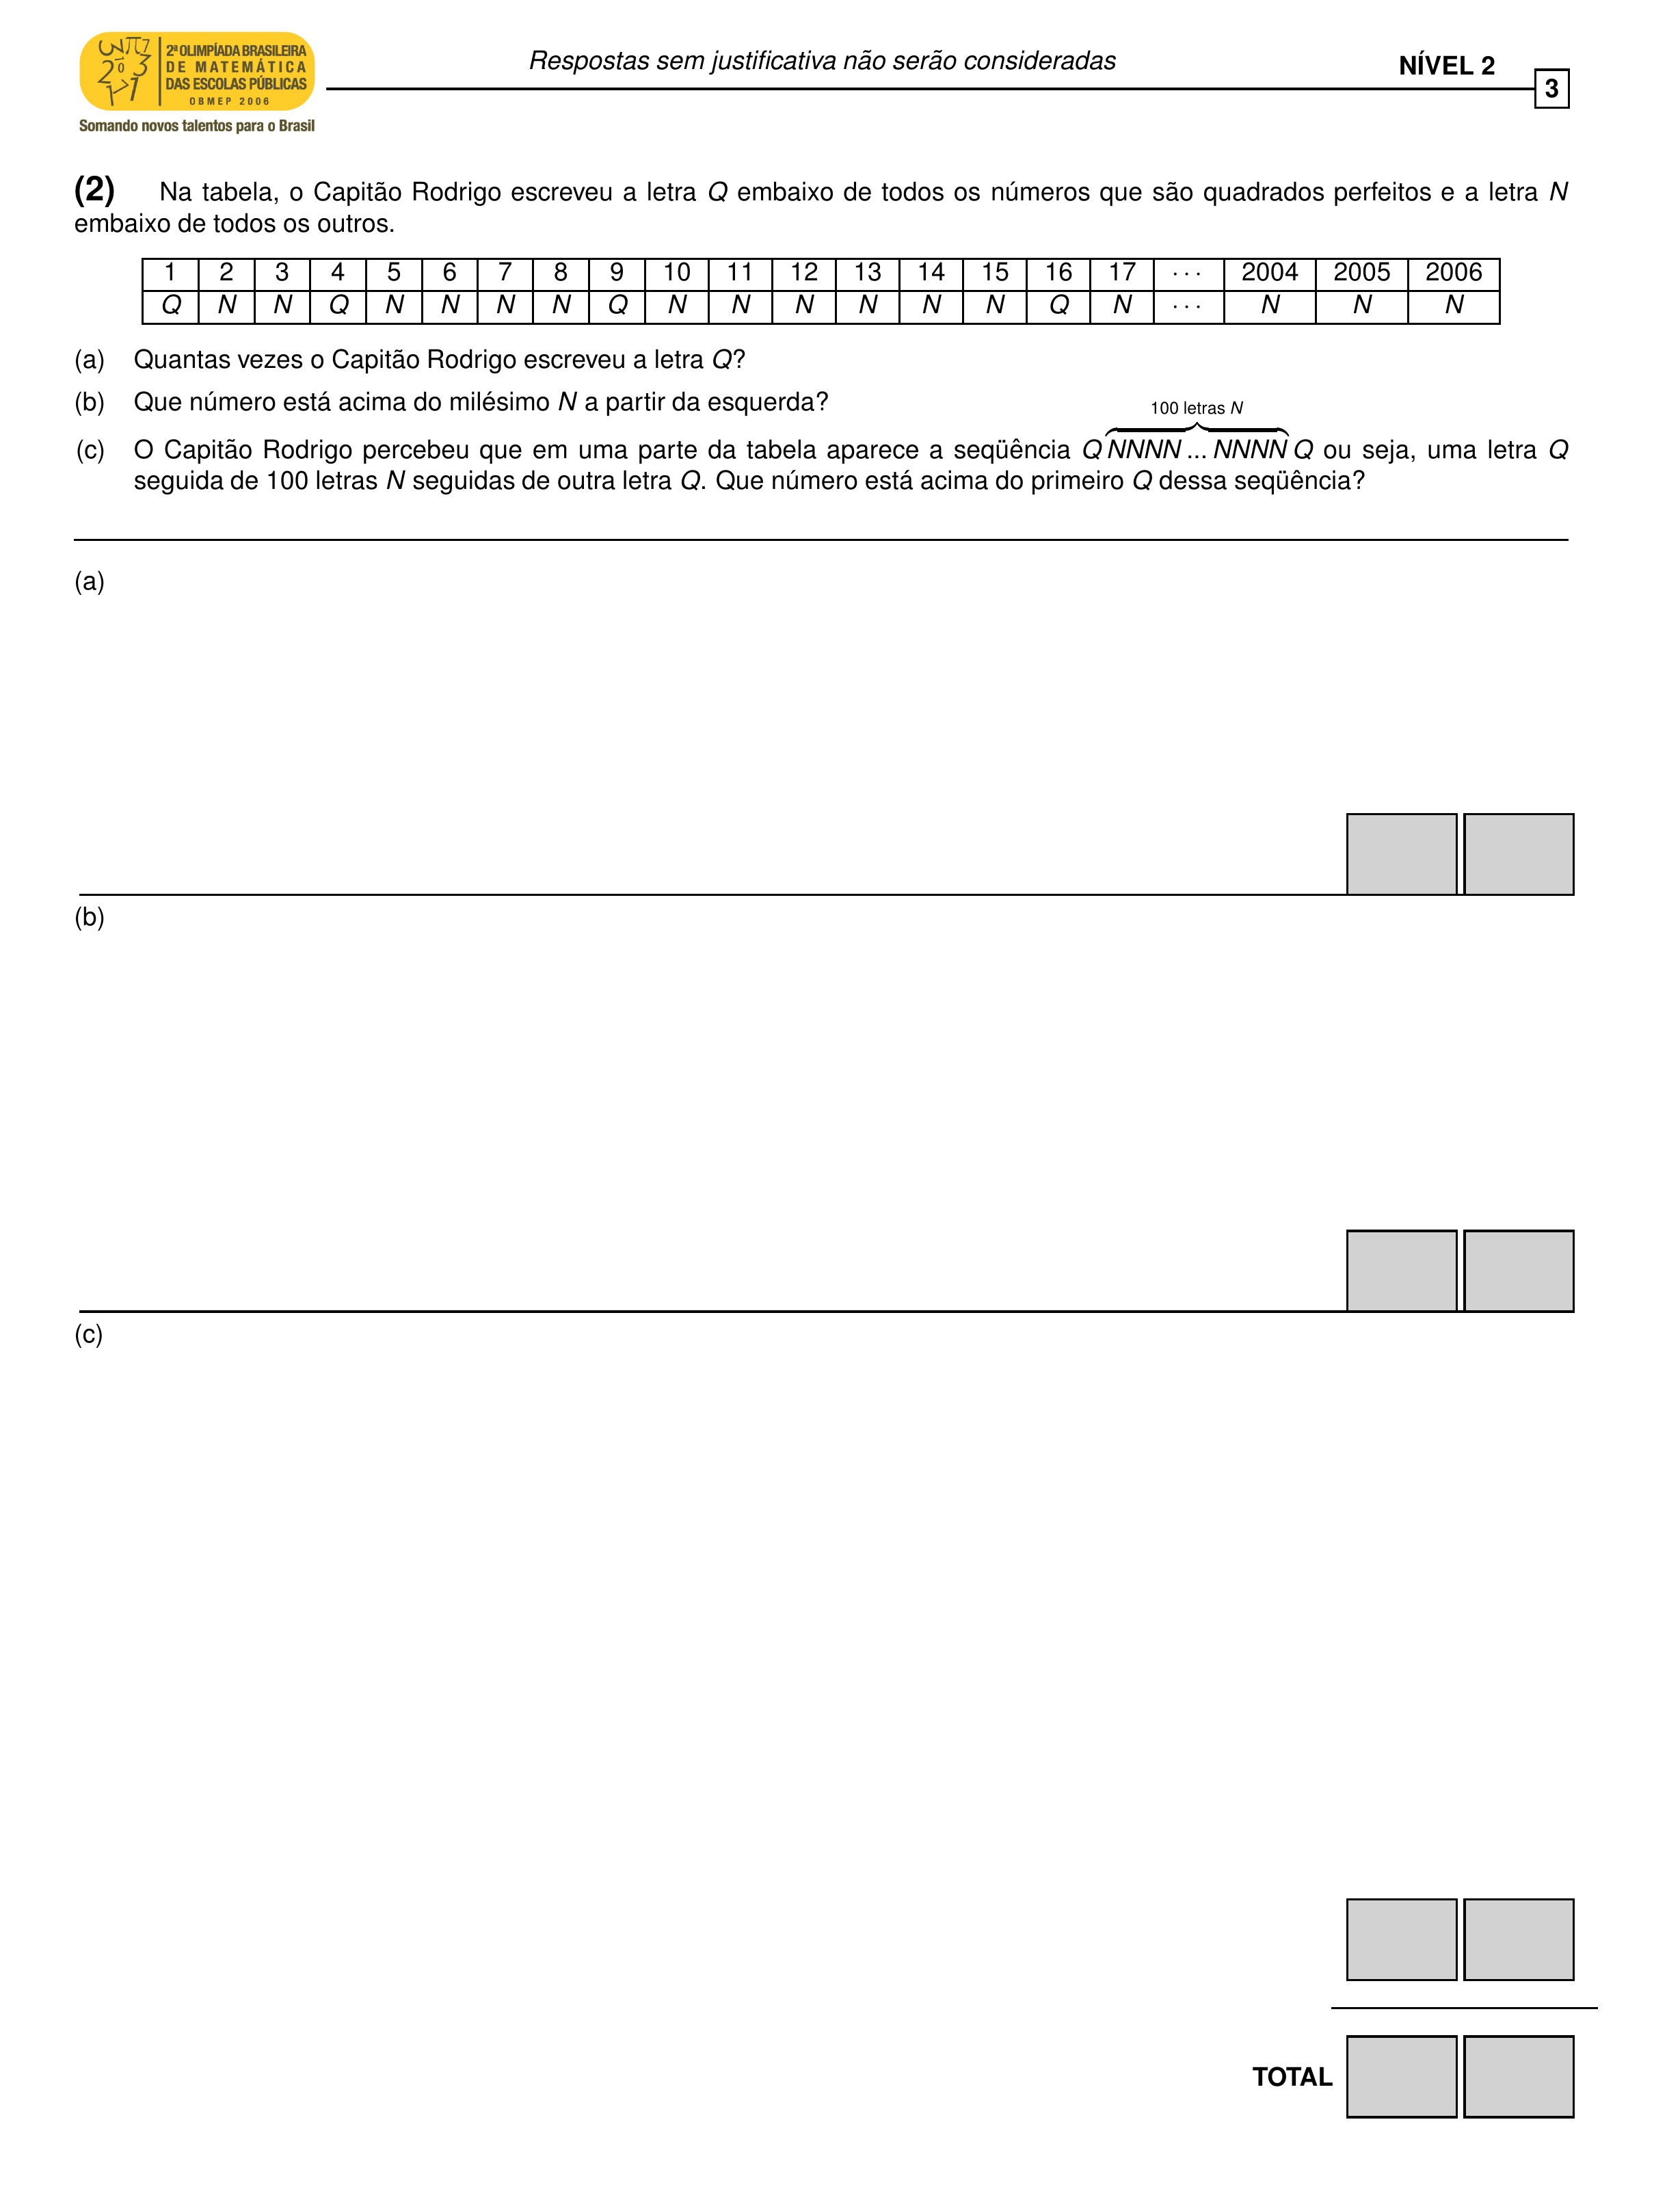 2ª OLIMPÍADA BRASILEIRA
DE MATEMÁTICA
DAS ESCOLAS PÚBLICAS
OBMEP 2006
Somando novos talentos para o Brasil
Respostas sem justificativa não serão consideradas
NÍVEL 2
3
(2) Na tabela, o Capitão Rodrigo escreveu a letra Q embaixo de todos os números que são quadrados perfeitos e a letra N
embaixo de todos os outros.
1 2 3 4 5 6 7 8 9 10 11 12 13 14 15 16 17 ... 2004 2005 2006
Q N N Q N N N N Q N N N N N N Q N ... N N N
(a) Quantas vezes o Capitão Rodrigo escreveu a letra Q?
(b) Que número está acima do milésimo N a partir da esquerda?
100 letras N
(c) O Capitão Rodrigo percebeu que em uma parte da tabela aparece a seqüência Q NNNN ... NNNN Q ou seja, uma letra Q
seguida de 100 letras N seguidas de outra letra Q. Que número está acima do primeiro Q dessa seqüência?
(a)
(b)
(c)
TOTAL